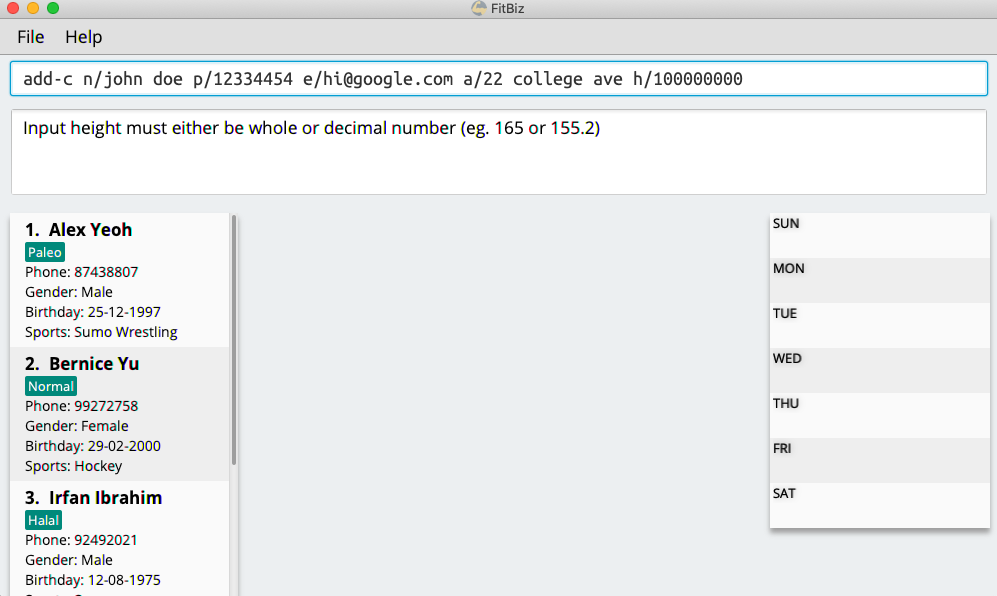 FitBiz
File Help
add-c n/john doe p/12334454 e/hi@google.com a/22 college ave h/100000000
Input height must either be whole or decimal number (eg. 165 or 155.2)
1. Alex Yeoh
Paleo
Phone: 87438807
Gender: Male
Birthday: 25-12-1997
Sports: Sumo Wrestling
2. Bernice Yu
Normal
Phone: 99272758
Gender: Female
Birthday: 29-02-2000
Sports: Hockey
3. Irfan Ibrahim
Halal
Phone: 92492021
Gender: Male
Birthday: 12-08-1975
SUN
MON
TUE
WED
THU
FRI
SAT